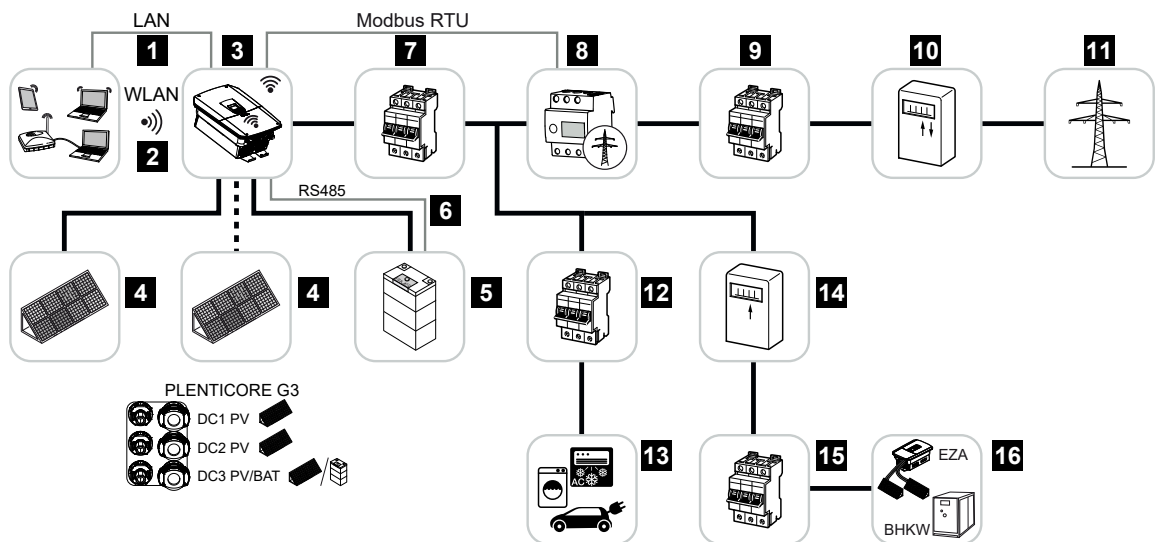 LAN
Modbus RTU
1
3
7
8
9
10
11
WLAN
2
RS485
6
4
4
5
12
14
PLENTICORE G3
DC1 PV
DC2 PV
DC3 PV/BAT
/
13
AC
15
EZA
16
BHKW